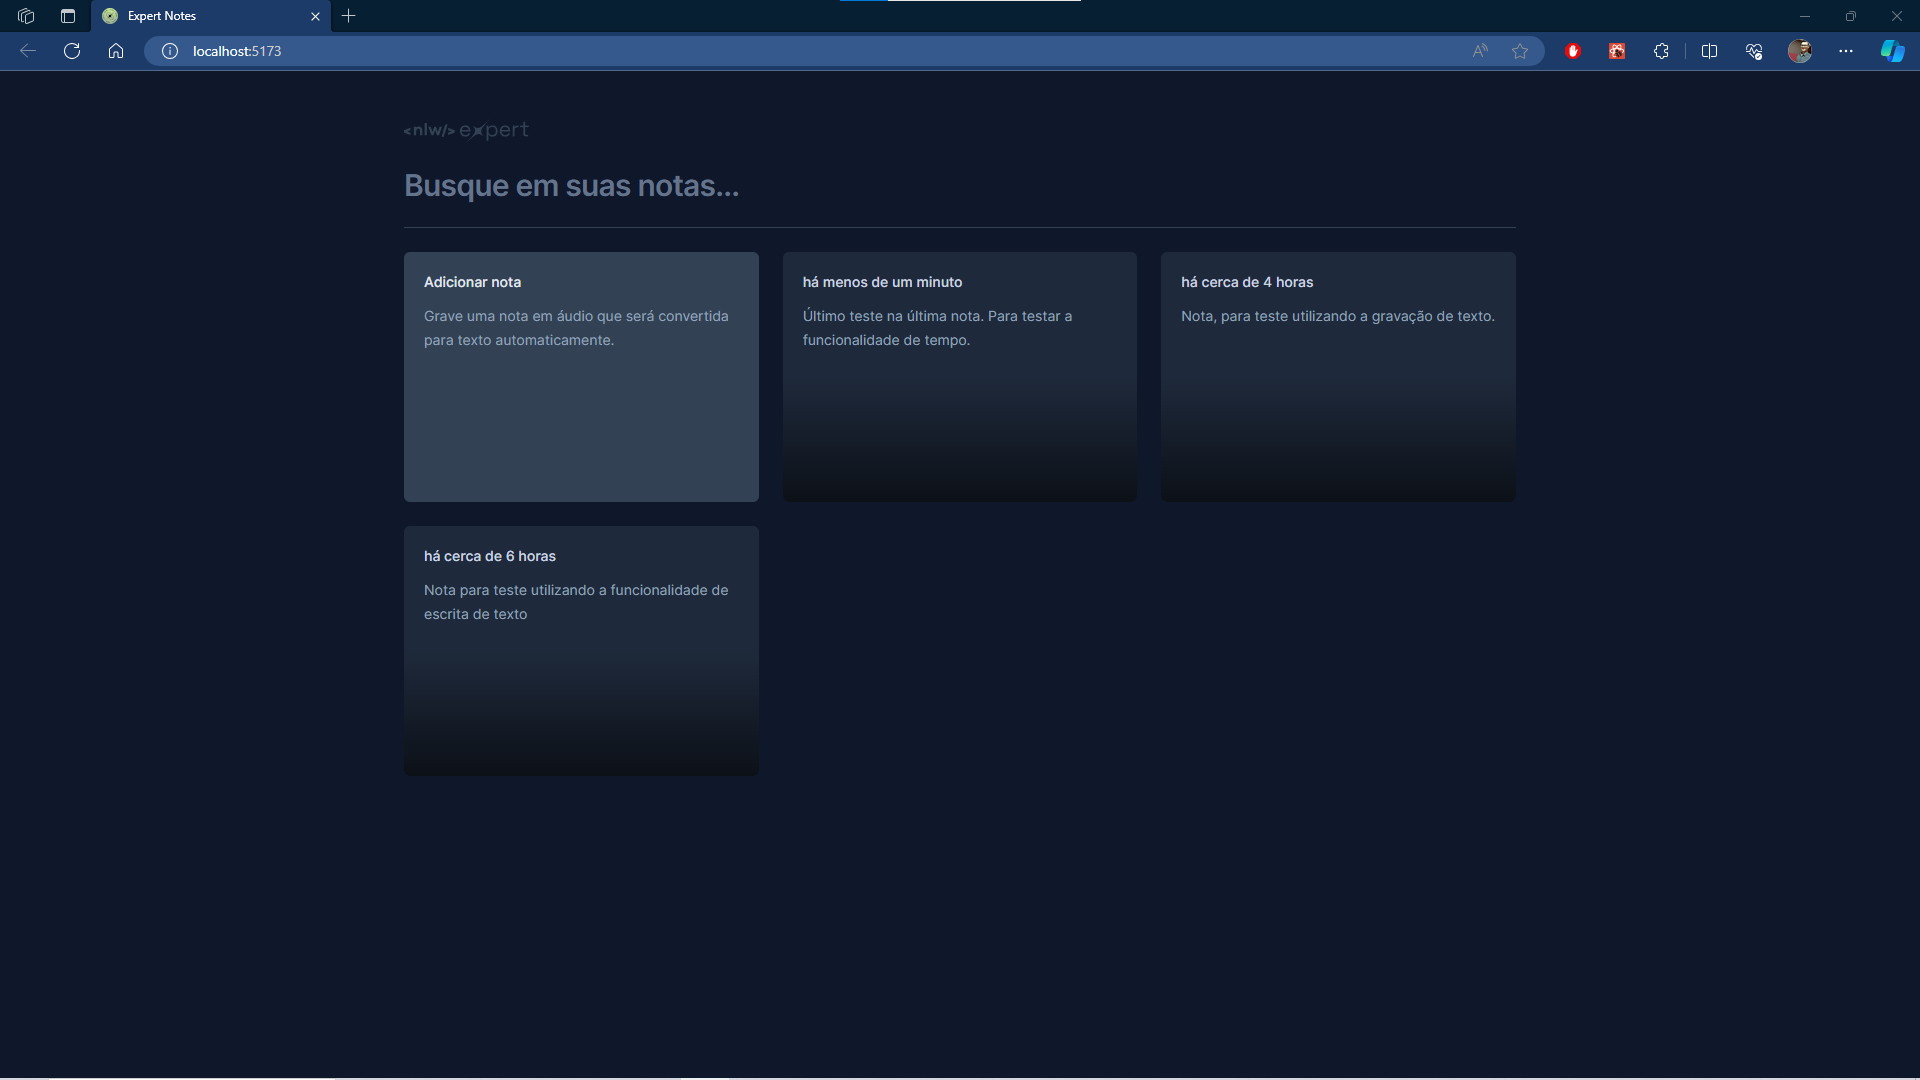 Expert Notes
localhost:5173
<nlw/> expert
Busque em suas notas...
Adicionar nota
Grave uma nota em áudio que será convertida
para texto automaticamente.
há menos de um minuto
Último teste na última nota. Para testar a
funcionalidade de tempo.
há cerca de 4 horas
Nota, para teste utilizando a gravação de texto.
há cerca de 6 horas
Nota para teste utilizando a funcionalidade de
escrita de texto